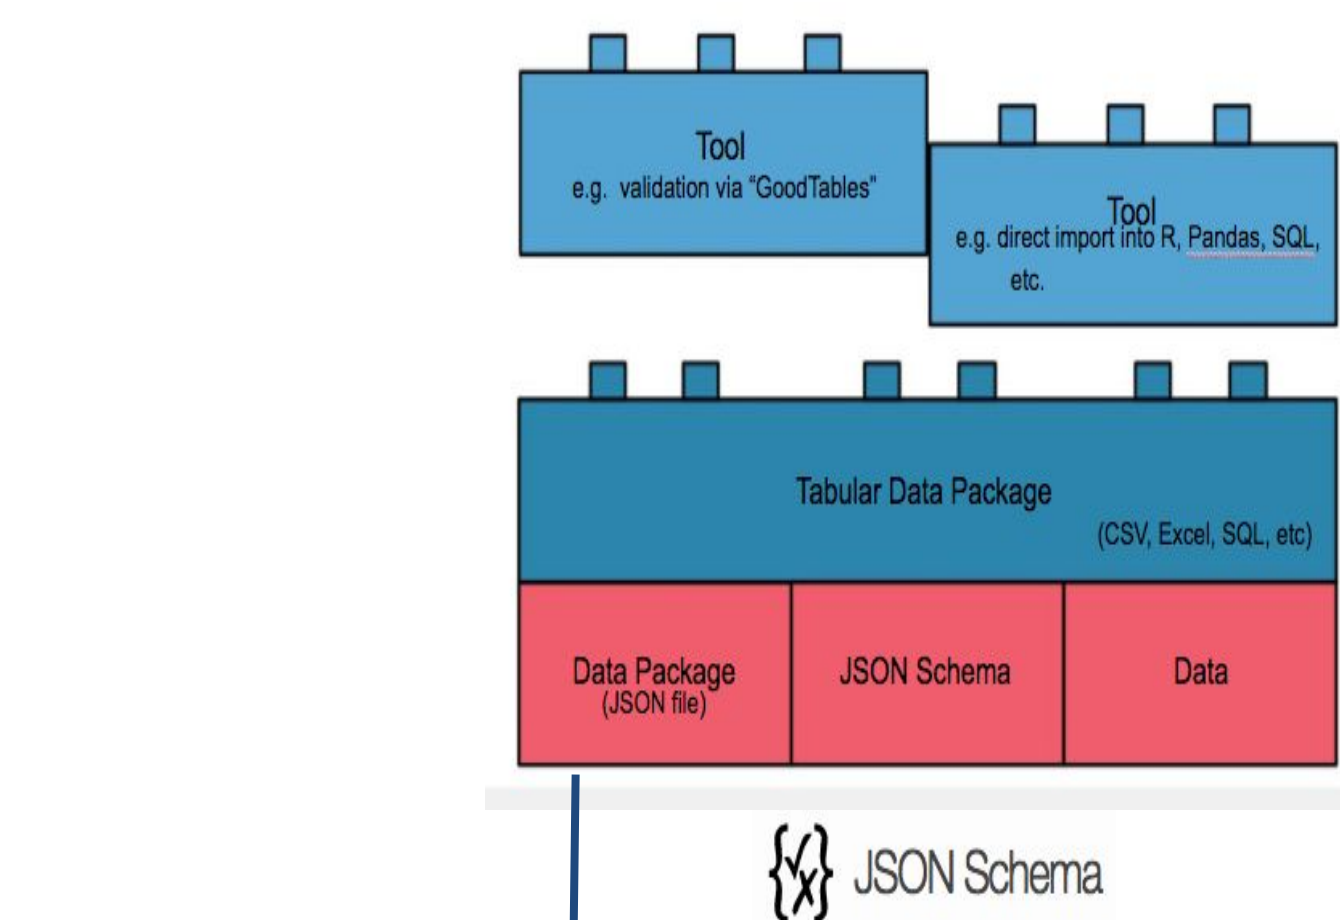 Tool
e.g. validation via “GoodTables”
Tool
e.g. direct import into R, Pandas, SQL,
etc.
Tabular Data Package
(CSV, Excel, SQL, etc)
Data Package
(JSON file)
JSON Schema
Data
JSON Schema